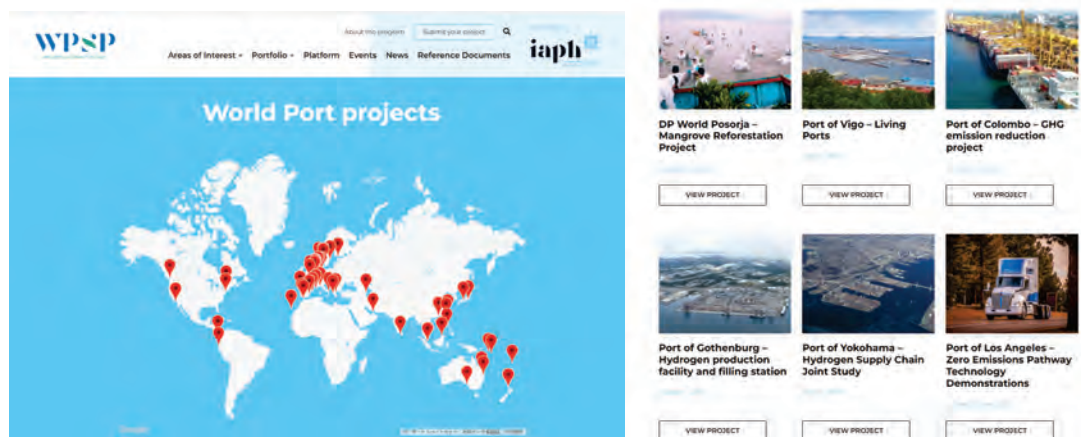 WPSP
About this program
Submit your project
Areas of Interest
Portfolio
Platform
Events
News
Reference Documents
iaph
World Port projects
DP World Posorja –
Mangrove Reforestation
Project
VIEW PROJECT
Port of Vigo – Living
Ports
VIEW PROJECT
Port of Colombo – GHG
emission reduction
project
VIEW PROJECT
Port of Gothenburg –
Hydrogen production
facility and filling station
VIEW PROJECT
Port of Yokohama –
Hydrogen Supply Chain
Joint Study
VIEW PROJECT
Port of Los Angeles –
Zero Emissions Pathway
Technology
Demonstrations
VIEW PROJECT